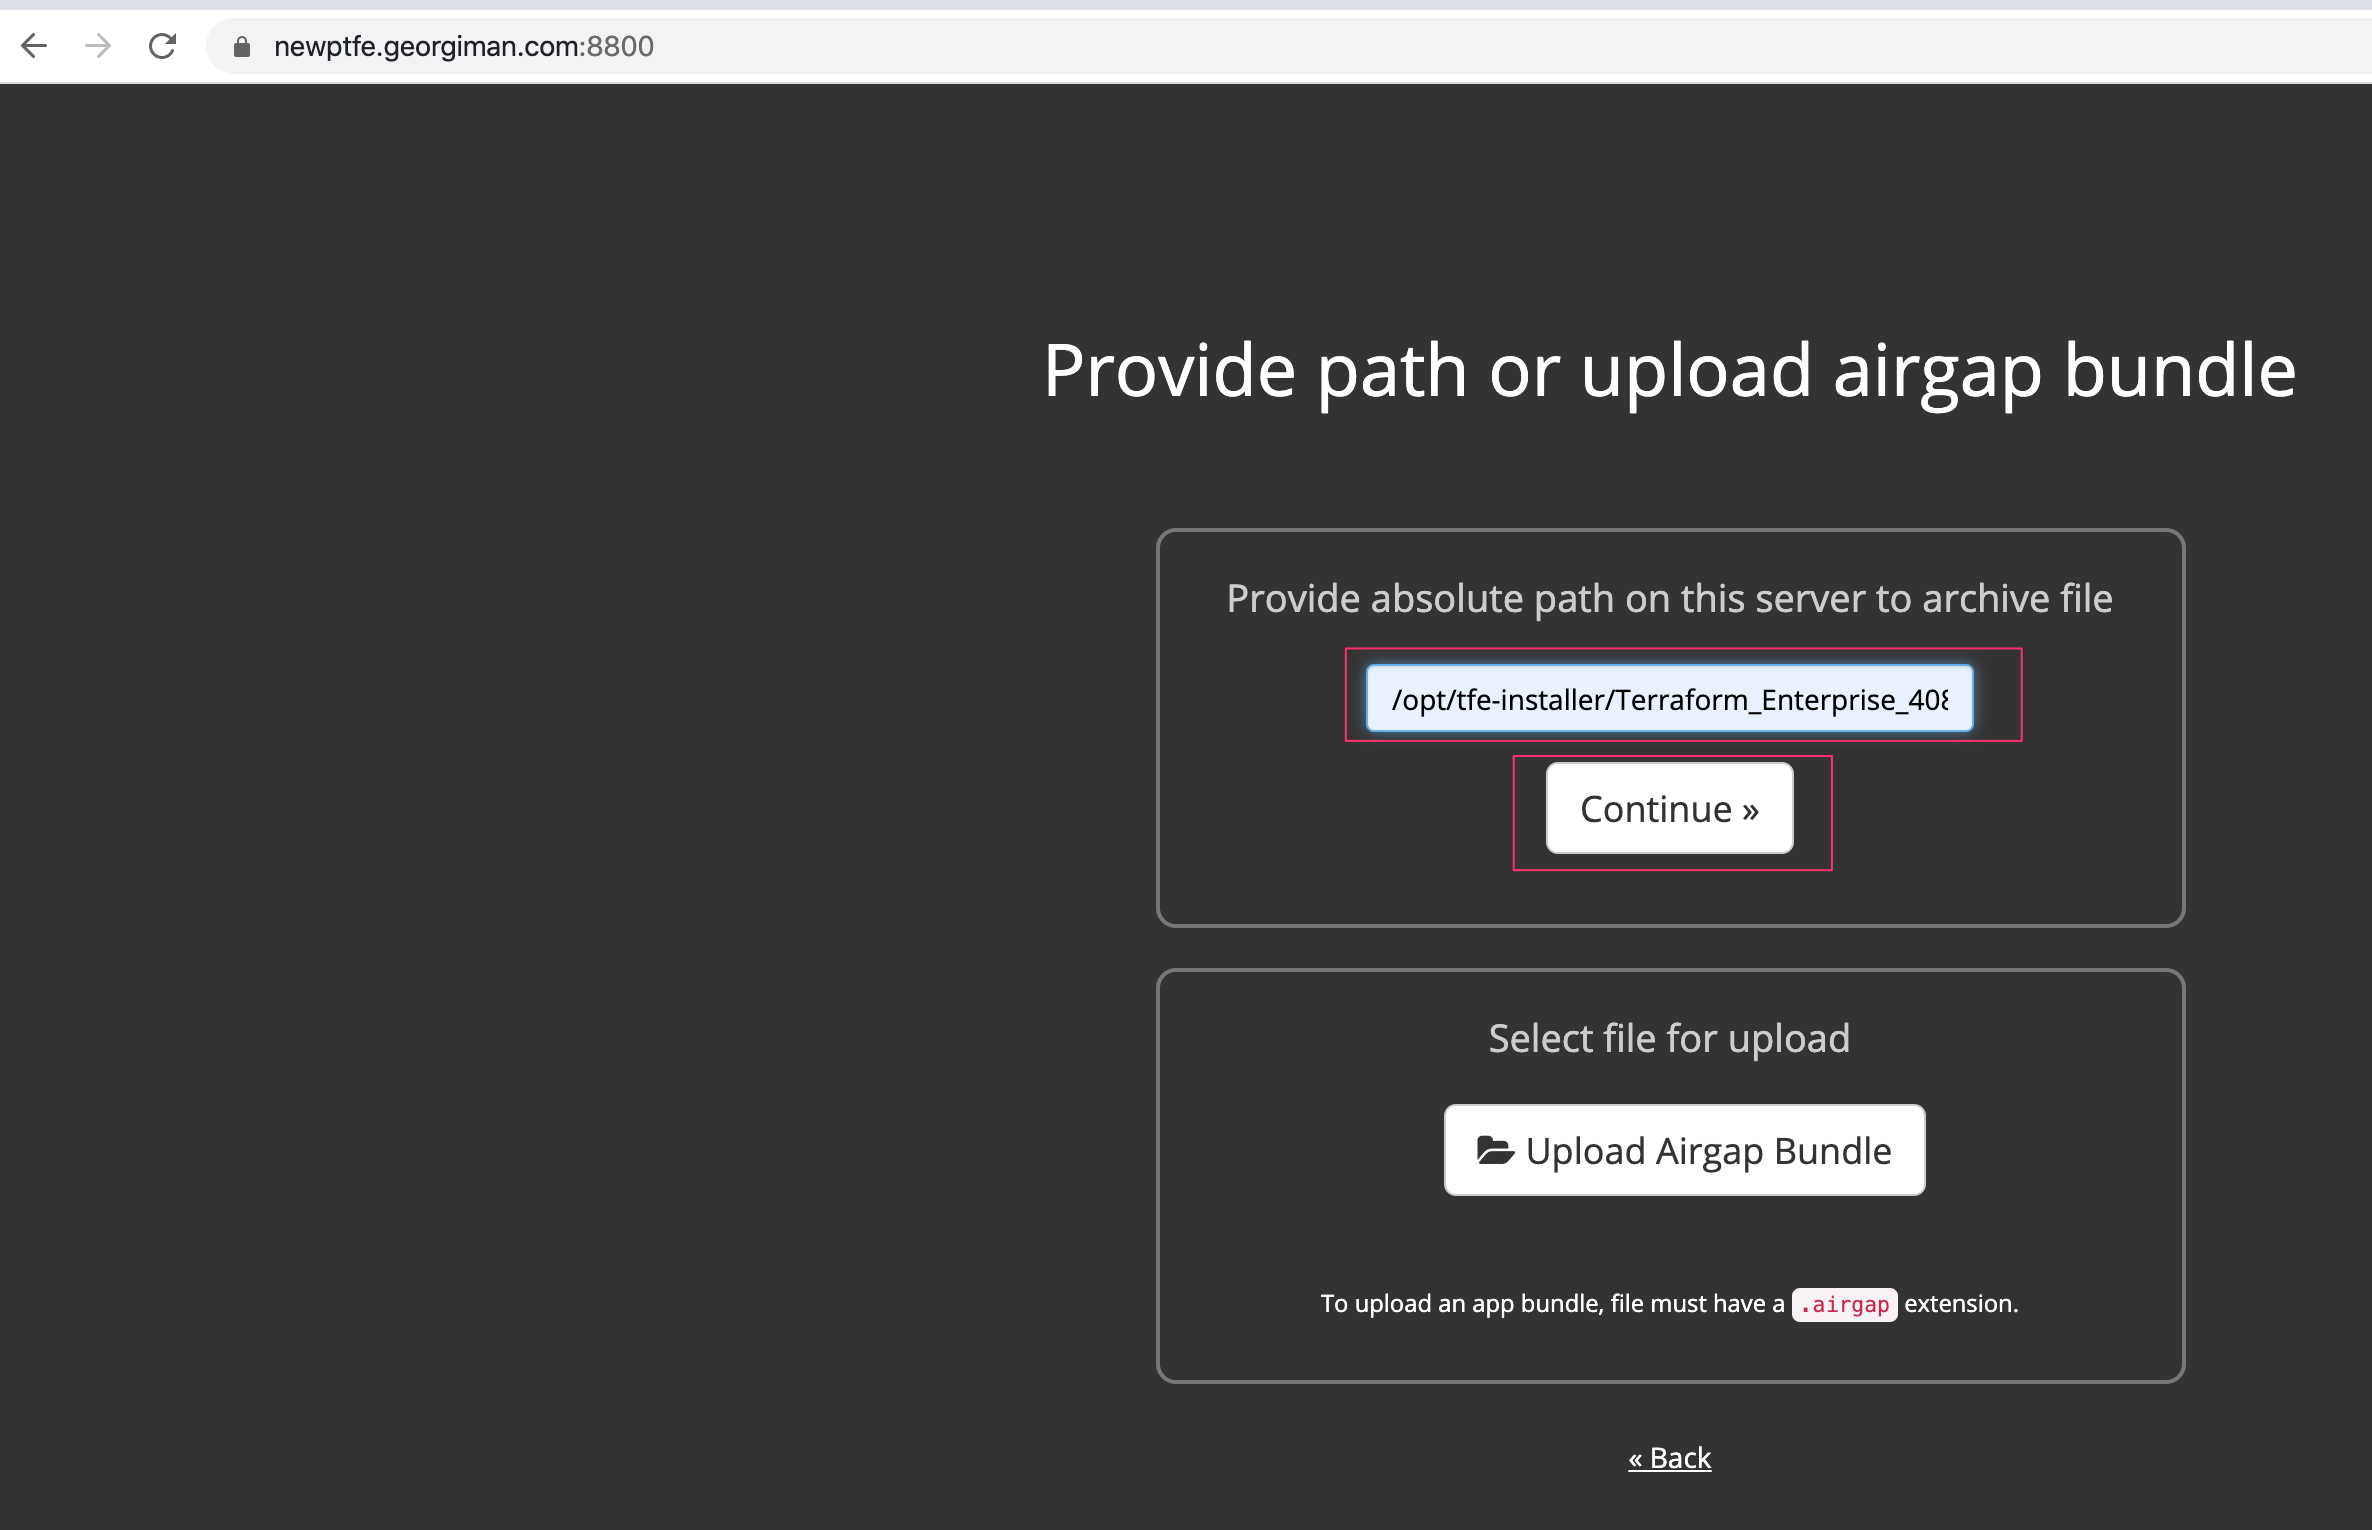 newptfe.georgiman.com:8800
Provide path or upload airgap bundle
Provide absolute path on this server to archive file
/opt/tfe-installer/Terraform_Enterprise_408
Continue »
Select file for upload
Upload Airgap Bundle
To upload an app bundle, file must have a .airgap extension.
« Back